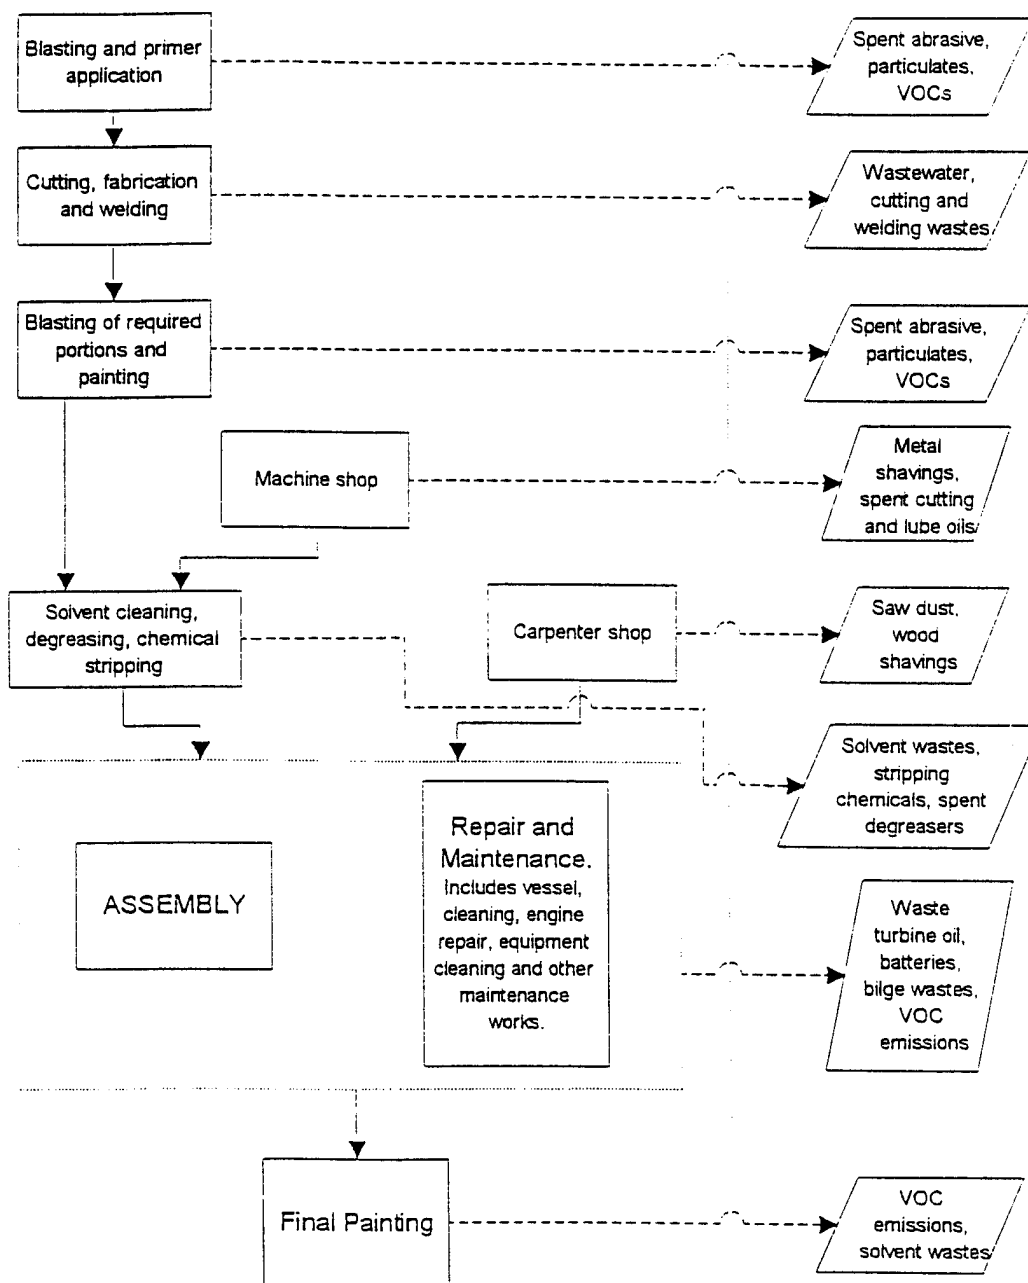 Blasting and primer
application
Spent abrasive,
particulates,
VOCs
Cutting, fabrication
and welding
Wastewater,
cutting and
welding wastes
Blasting of required
portions and
painting
Spent abrasive,
particulates,
VOCs
Machine shop
Metal
shavings,
spent cutting
and lube oils
Solvent cleaning,
degreasing, chemical
stripping
Carpenter shop
Saw dust,
wood
shavings
Solvent wastes,
stripping
chemicals, spent
degreasers
ASSEMBLY
Repair and
Maintenance.
Includes vessel,
cleaning, engine
repair, equipment
cleaning and other
maintenance
works.
Waste
turbine oil,
batteries,
bilge wastes,
VOC
emissions
Final Painting
VOC
emissions,
solvent wastes